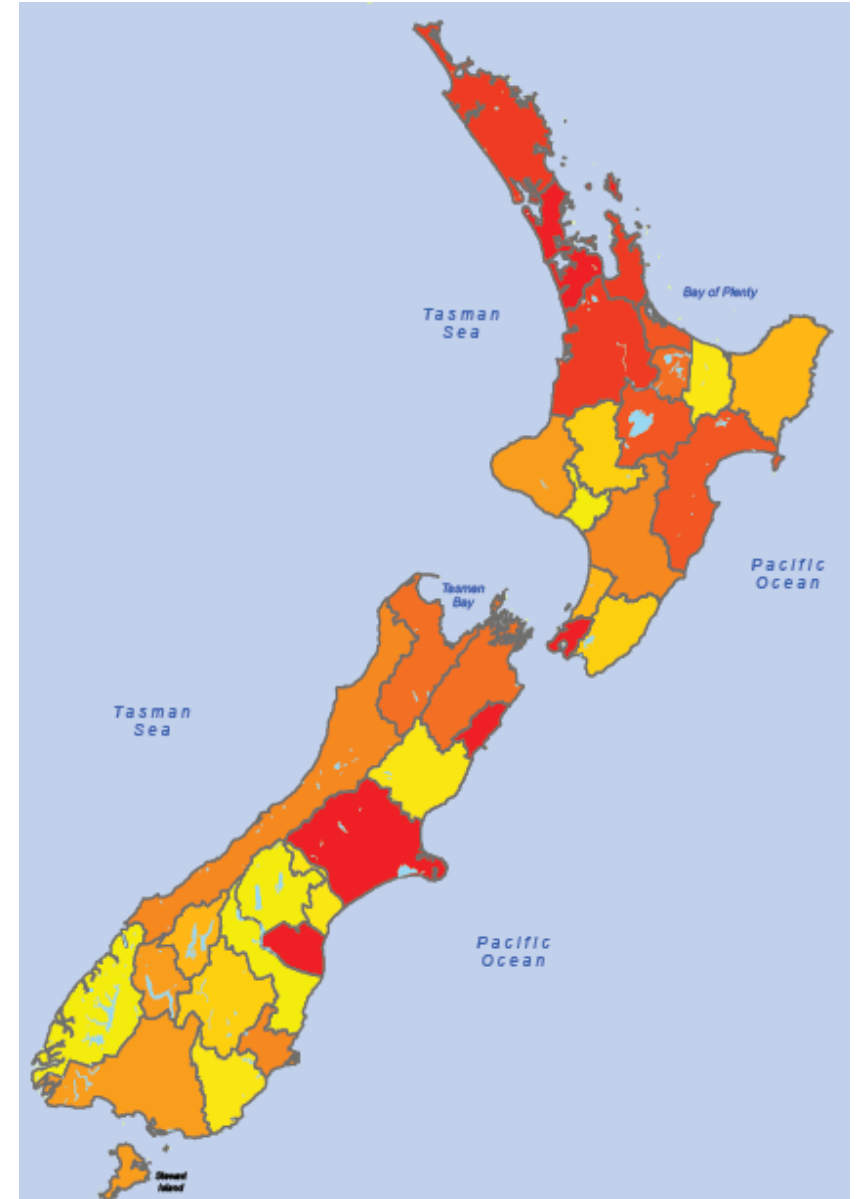 Bay of Plenty
Tasman
Sea
Pacific
Ocean
Tasman
Bay
Tasman
Sea
Pacific
Ocean
Stewart
Island